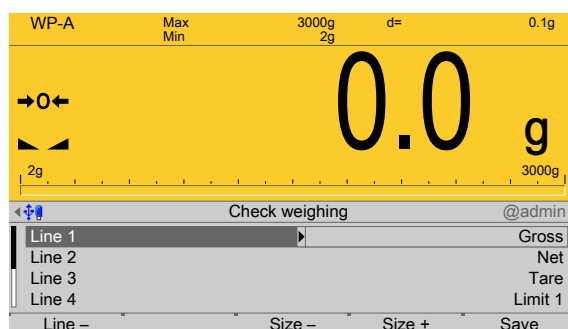 WP-A Max 3000g d= 0.1g
Min 2g
→0←
0.0 g
2g 3000g
Check weighing @admin
Line 1 Gross
Line 2 Net
Line 3 Tare
Line 4 Limit 1
Line – Size – Size + Save